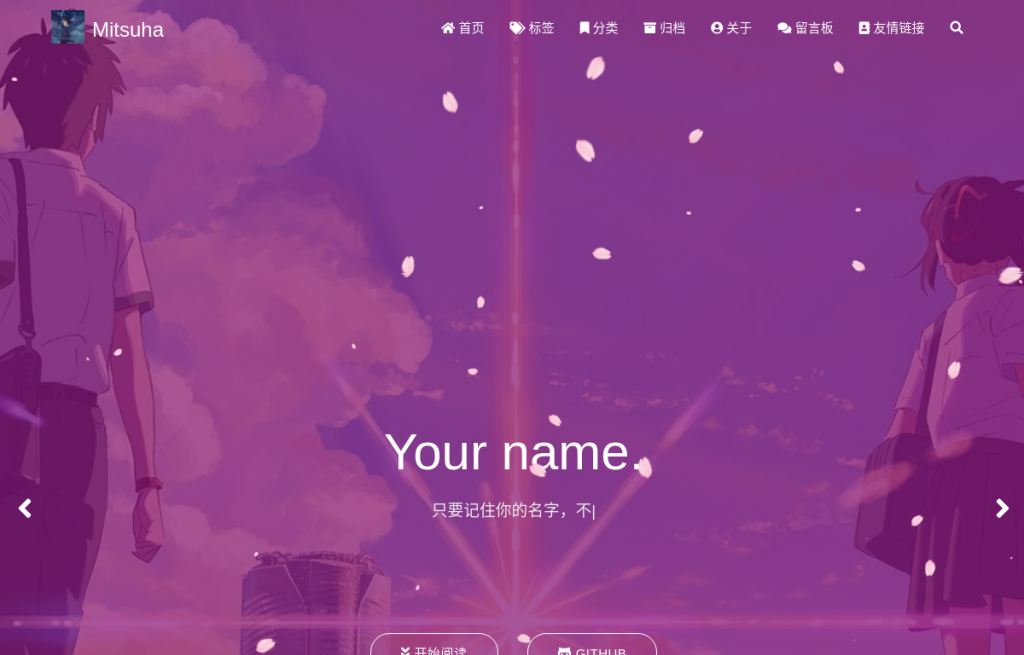 Mitsuha
首页 标签 分类 归档 关于 留言板 友情链接
Your name.
只要记住你的名字，不|
开始阅读 GITHUB